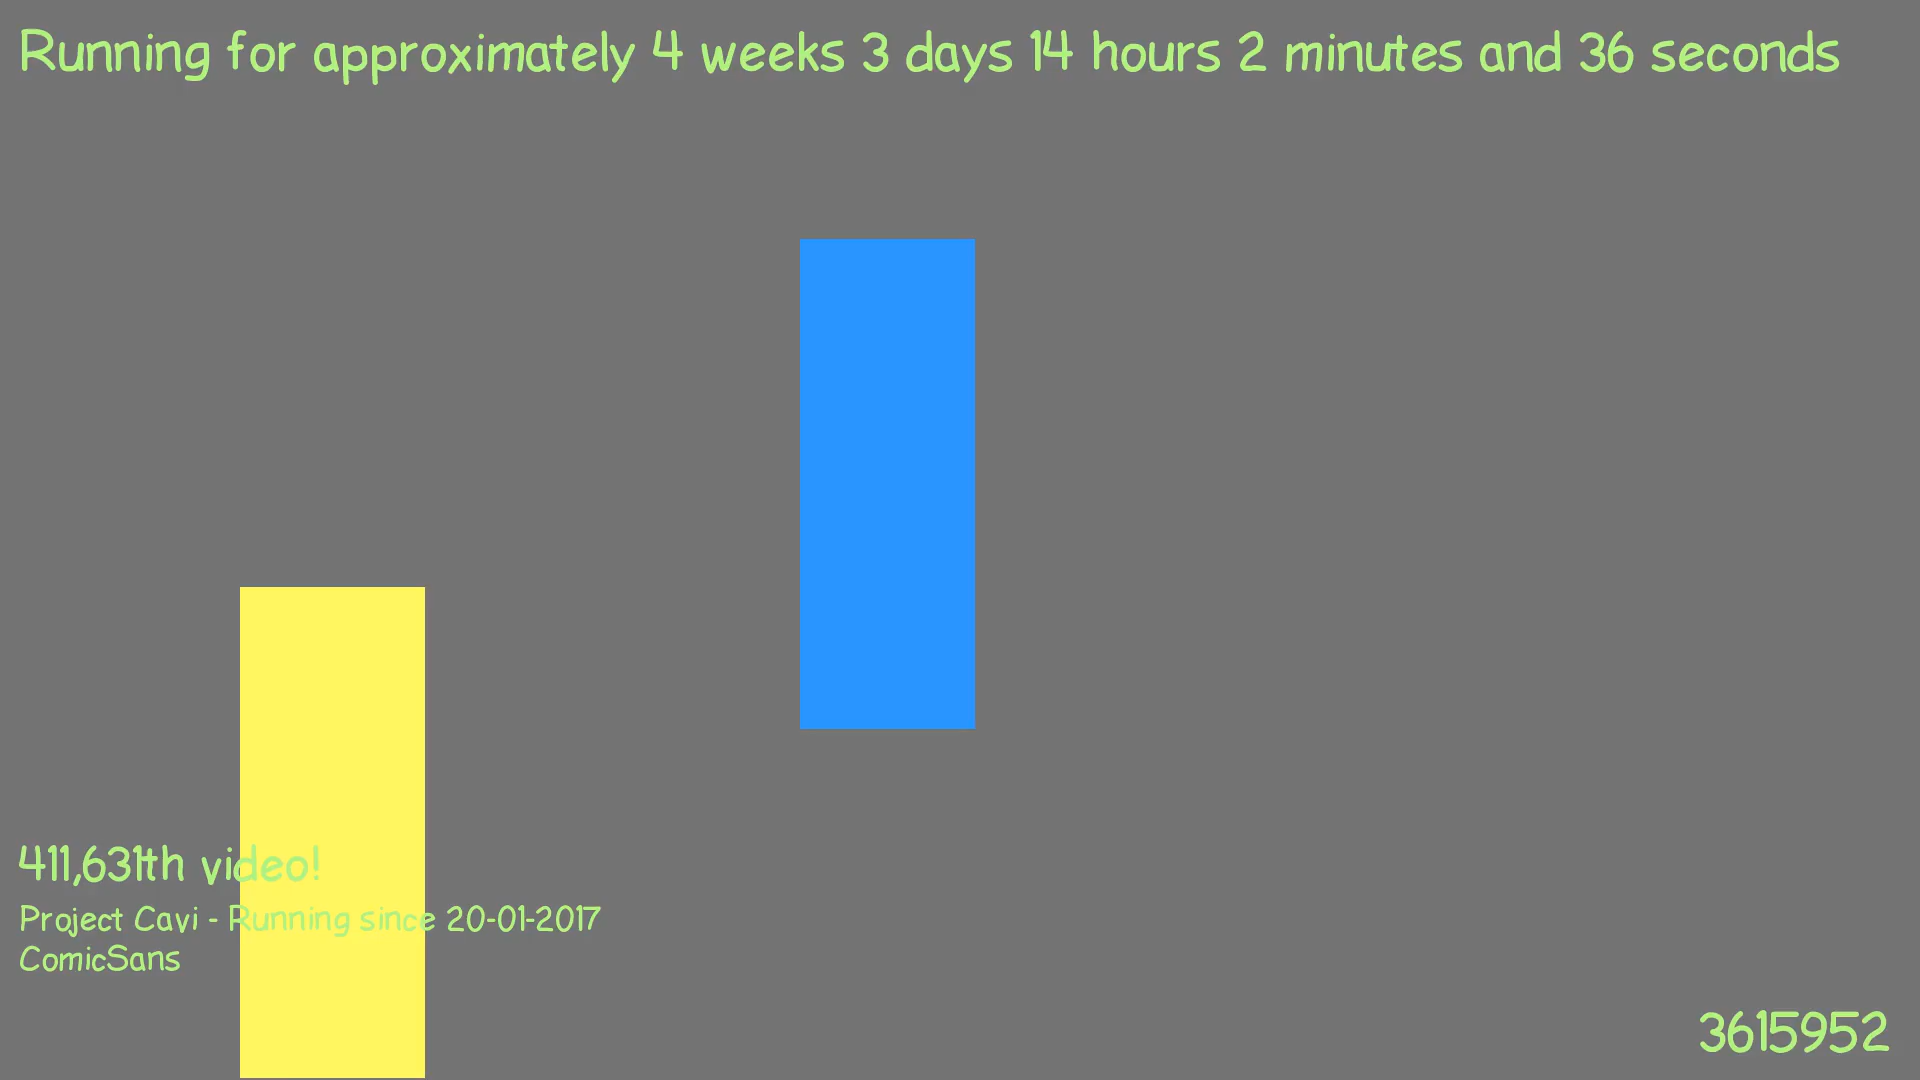 Running for approximately 4 weeks 3 days 14 hours 2 minutes and 36 seconds
411,631th video!
Project Cavi - Running since 20-01-2017
ComicSans
3615952